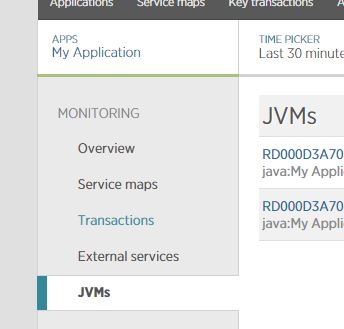 Applications Service maps Key transactions
APPS
My Application
TIME PICKER
Last 30 minute
MONITORING
Overview
Service maps
Transactions
External services
JVMs
JVMs
RD000D3A70
java:My Appli
RD000D3A70
java:My Appli